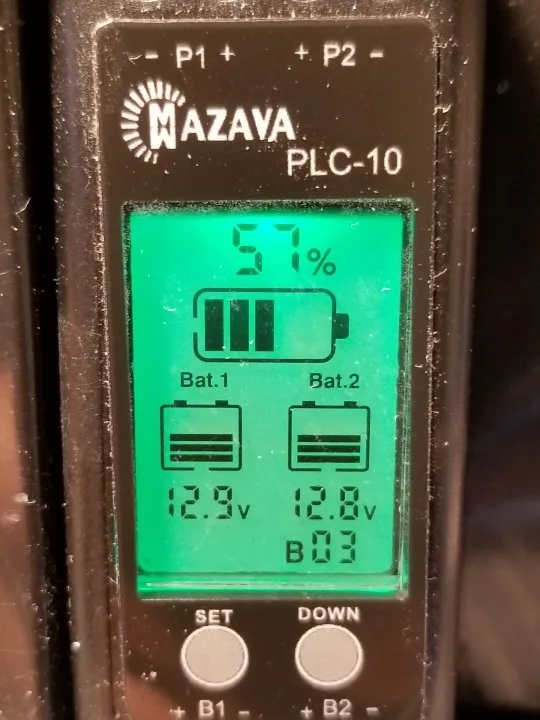 - P1 + + P2 -
MAZAVA
PLC-10
57%
Bat.1 Bat.2
12.9v 12.8v
B03
SET DOWN
+ B1 - + B2 -